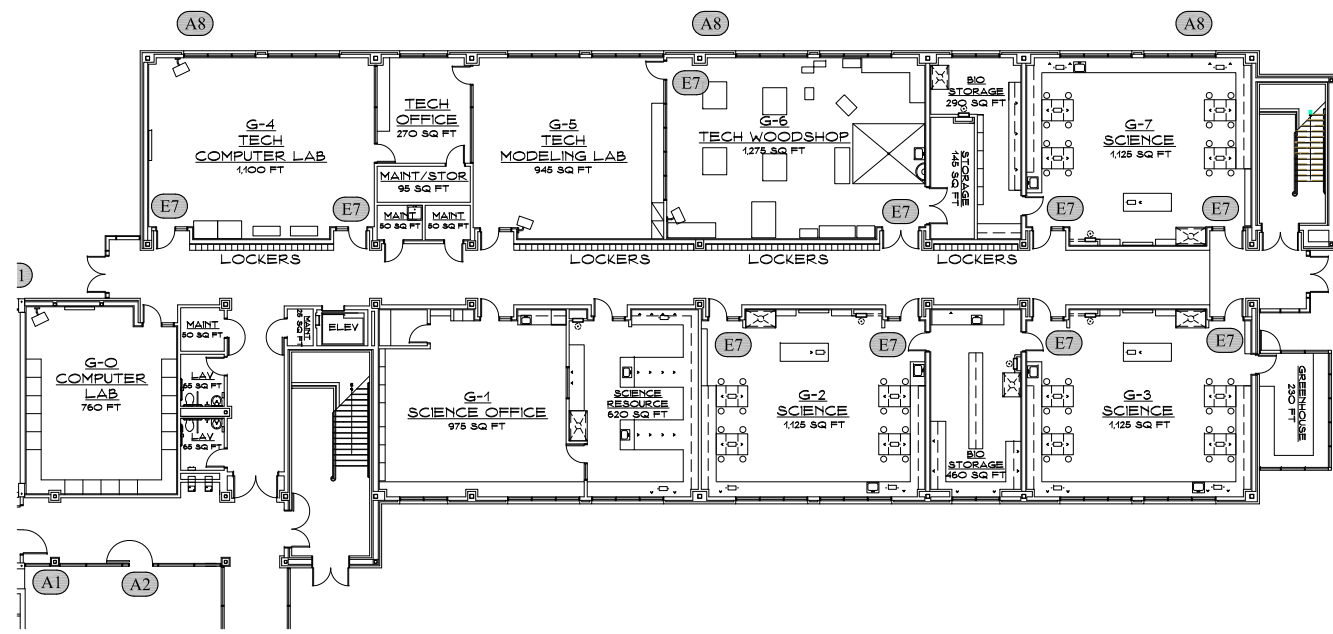 A8
A8
A8
E7
G-4
TECH
COMPUTER LAB
1,100 FT
TECH
OFFICE
270 SQ FT
MAINT/STOR
95 SQ FT
MAINT
50 SQ FT
MAINT
50 SQ FT
G-5
TECH
MODELING LAB
945 SQ FT
G-6
TECH WOODSHOP
1,275 SQ FT
BIO
STORAGE
290 SQ FT
STORAGE
145 SQ FT
G-7
SCIENCE
1,125 SQ FT
E7
E7
E7
E7
E7
LOCKERS
LOCKERS
LOCKERS
LOCKERS
1
G-0
COMPUTER
LAB
760 FT
MAINT
50 SQ FT
LAV
65 SQ FT
LAV
65 SQ FT
MAINT
25 SQ FT
ELEV
G-1
SCIENCE OFFICE
975 SQ FT
SCIENCE
RESOURCE
620 SQ FT
E7
E7
G-2
SCIENCE
1,125 SQ FT
BIO
STORAGE
460 SQ FT
E7
E7
G-3
SCIENCE
1,125 SQ FT
GREENHOUSE
230 FT
A1
A2